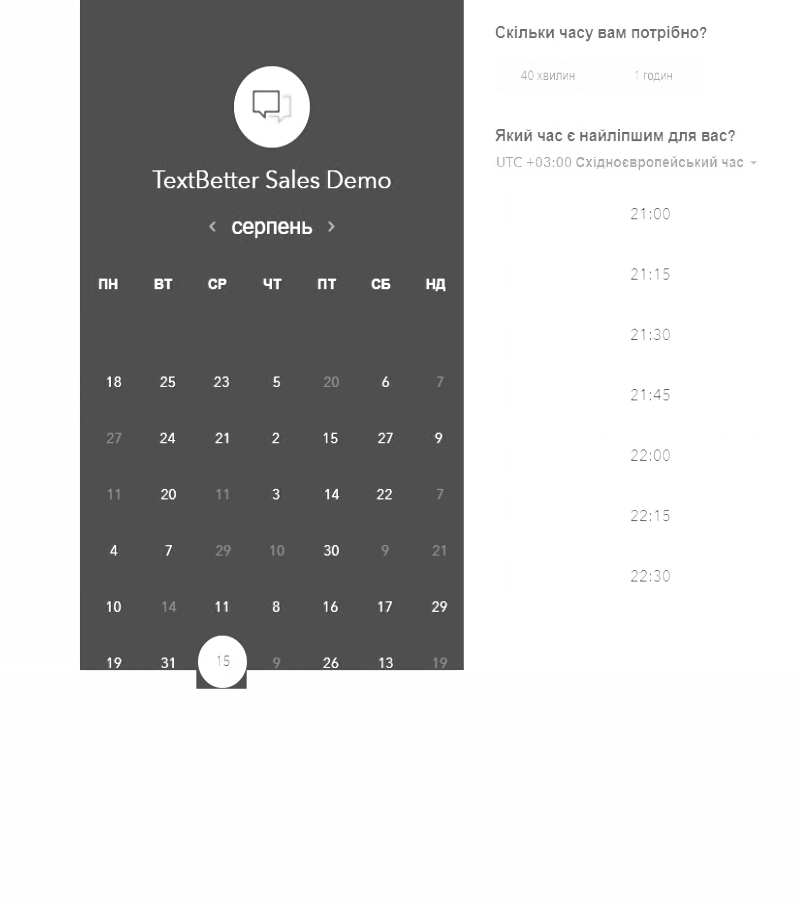 TextBetter Sales Demo
серпень
ПН ВТ СР ЧТ ПТ СБ НД
18 25 23 5 20 6 7
27 24 21 2 15 27 9
11 20 11 3 14 22 7
4 7 29 10 30 9 21
10 14 11 8 16 17 29
19 31 15 9 26 13 19
Скільки часу вам потрібно?
40 хвилин 1 годин
Який час є найліпшим для вас?
UTC +03:00 Східноєвропейський час
21:00
21:15
21:30
21:45
22:00
22:15
22:30